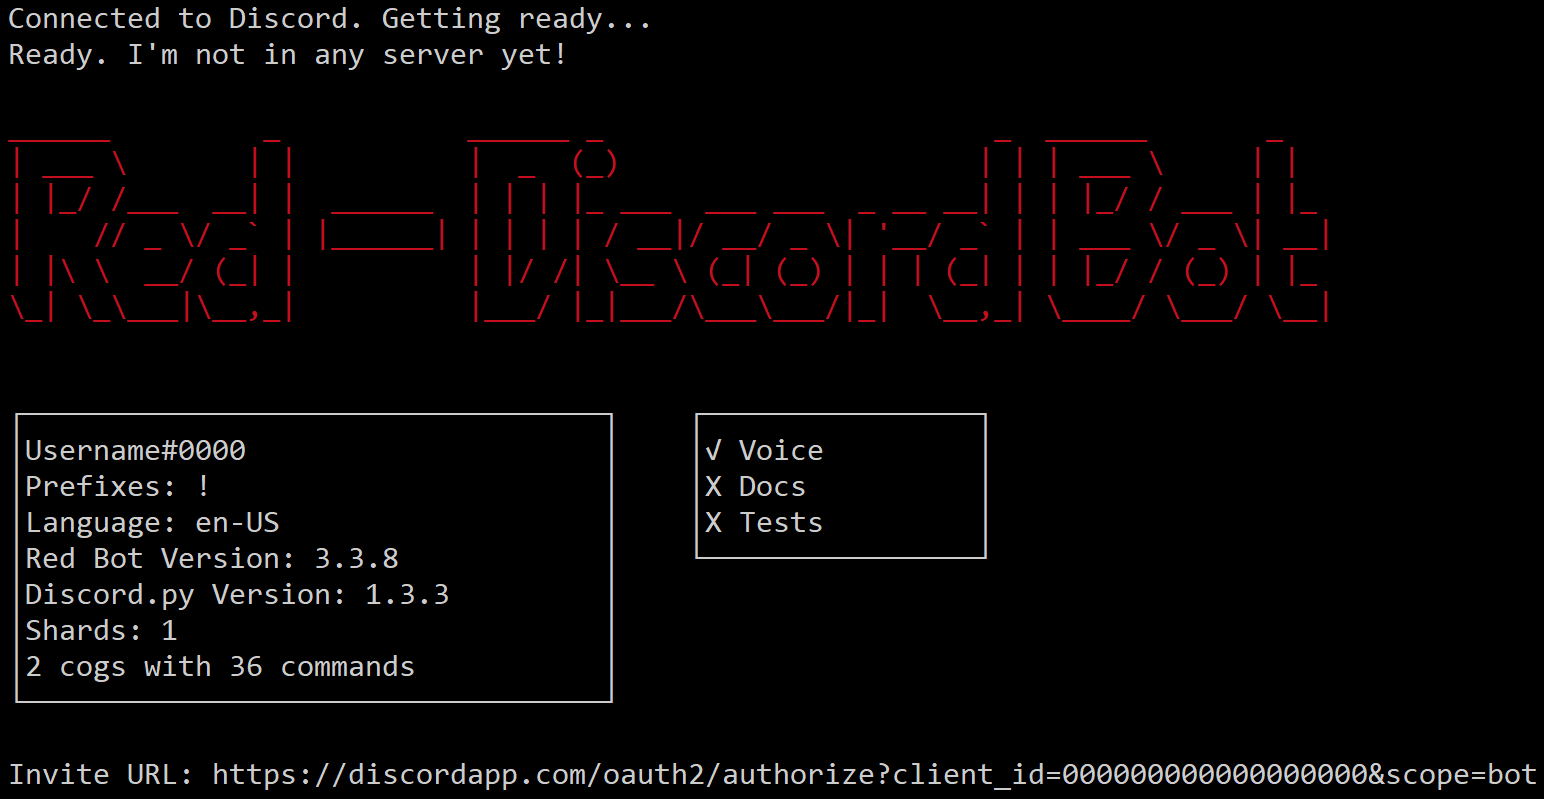 Connected to Discord. Getting ready...
Ready. I'm not in any server yet!
Red - Discord Bot
Username#0000
Prefixes: !
Language: en-US
Red Bot Version: 3.3.8
Discord.py Version: 1.3.3
Shards: 1
2 cogs with 36 commands
√ Voice
X Docs
X Tests
Invite URL: https://discordapp.com/oauth2/authorize?client_id=000000000000000000&scope=bot